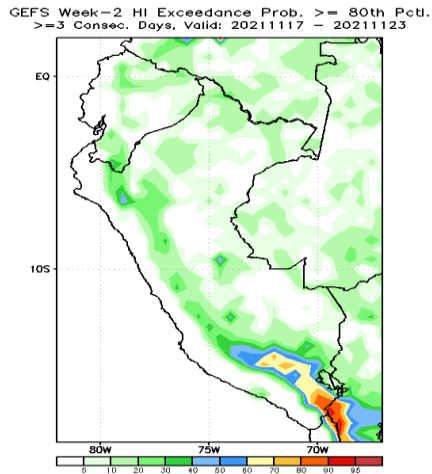 GEFS Week-2 HI Exceedance Prob. >= 80th Pctl.
>=3 Consec. Days, Valid: 20211117 - 20211123
EQ
10S
80W 75W 70W
5 10 20 30 40 50 60 70 80 90 95